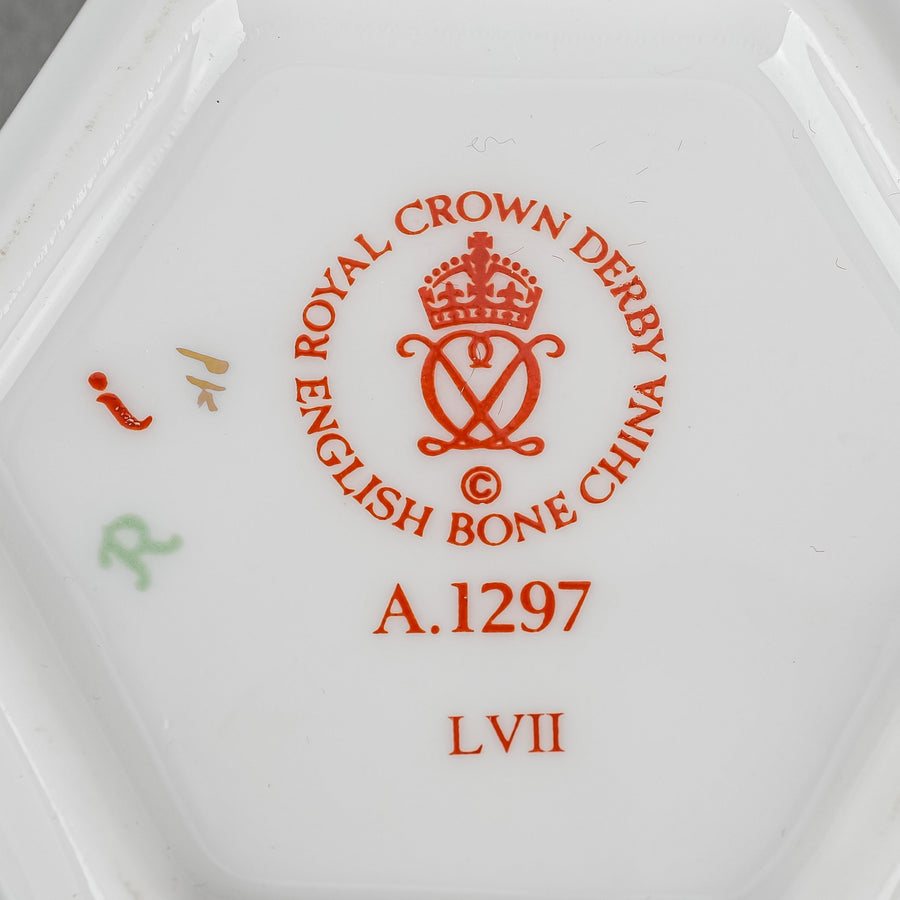 ROYAL CROWN DERBY
ENGLISH BONE CHINA
©
A.1297
LVII
i
R